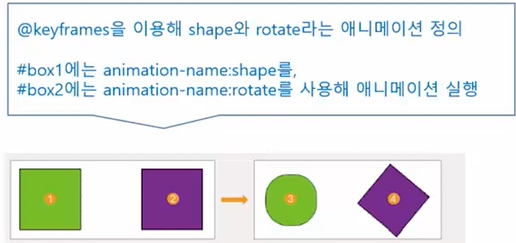 @keyframes을 이용해 shape와 rotate라는 애니메이션 정의
#box1에는 animation-name:shape를,
#box2에는 animation-name:rotate를 사용해 애니메이션 실행
1 2 3 4